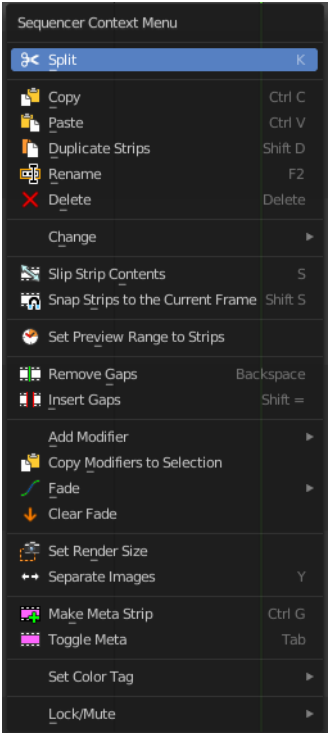 Sequencer Context Menu
Split K
Copy Ctrl C
Paste Ctrl V
Duplicate Strips Shift D
Rename F2
Delete Delete
Change
Slip Strip Contents S
Snap Strips to the Current Frame Shift S
Set Preview Range to Strips
Remove Gaps Backspace
Insert Gaps Shift =
Add Modifier
Copy Modifiers to Selection
Fade
Clear Fade
Set Render Size
Separate Images Y
Make Meta Strip Ctrl G
Toggle Meta Tab
Set Color Tag
Lock/Mute